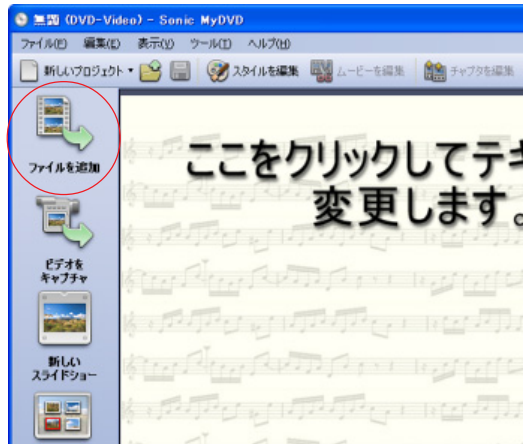 無題 (DVD-Video) - Sonic MyDVD
ファイル(F) 編集(E) 表示(V) ツール(T) ヘルプ(H)
新しいプロジェクト スタイルを編集 ムービーを編集 チャプタを編集
ファイルを追加
ここをクリックしてテキ
変更します。
ビデオを
キャプチャ
新しい
スライドショー